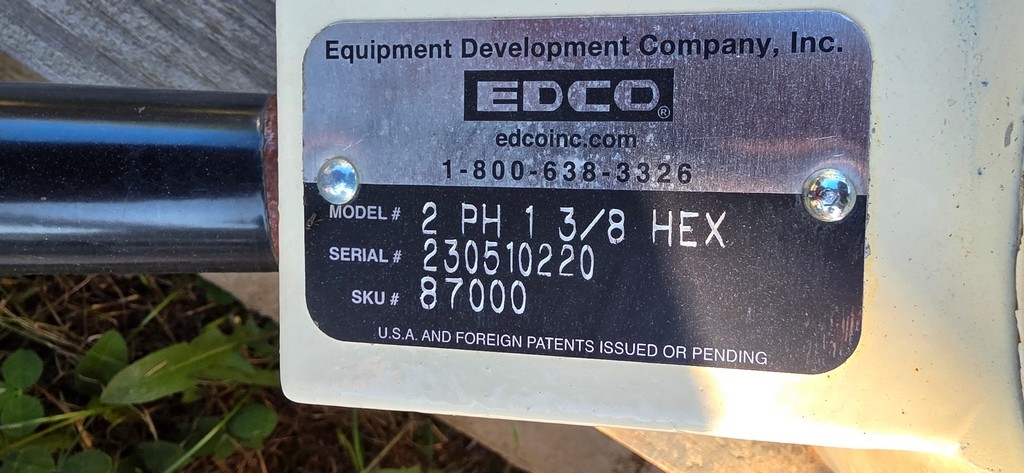 Equipment Development Company, Inc.
EDCO®
edcoinc.com
1-800-638-3326
MODEL # 2 PH 1 3/8 HEX
SERIAL # 230510220
SKU # 87000
U.S.A. AND FOREIGN PATENTS ISSUED OR PENDING